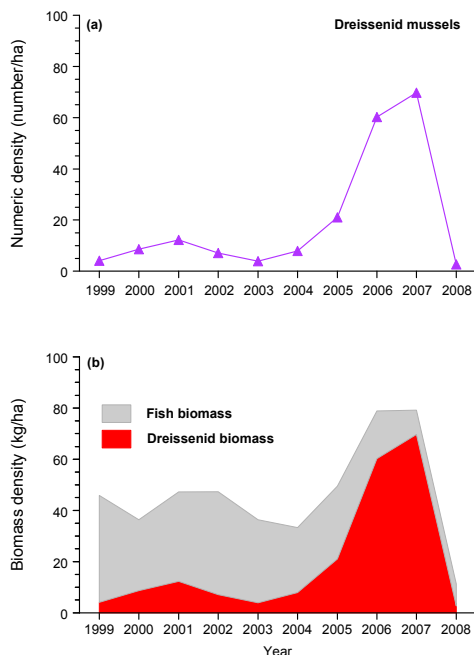 (a) Dreissenid mussels
Numeric density (number/ha)
100
80
60
40
20
0
1999 2000 2001 2002 2003 2004 2005 2006 2007 2008
(b)
Biomass density (kg/ha)
100
80
60
40
20
0
Fish biomass
Dreissenid biomass
1999 2000 2001 2002 2003 2004 2005 2006 2007 2008
Year